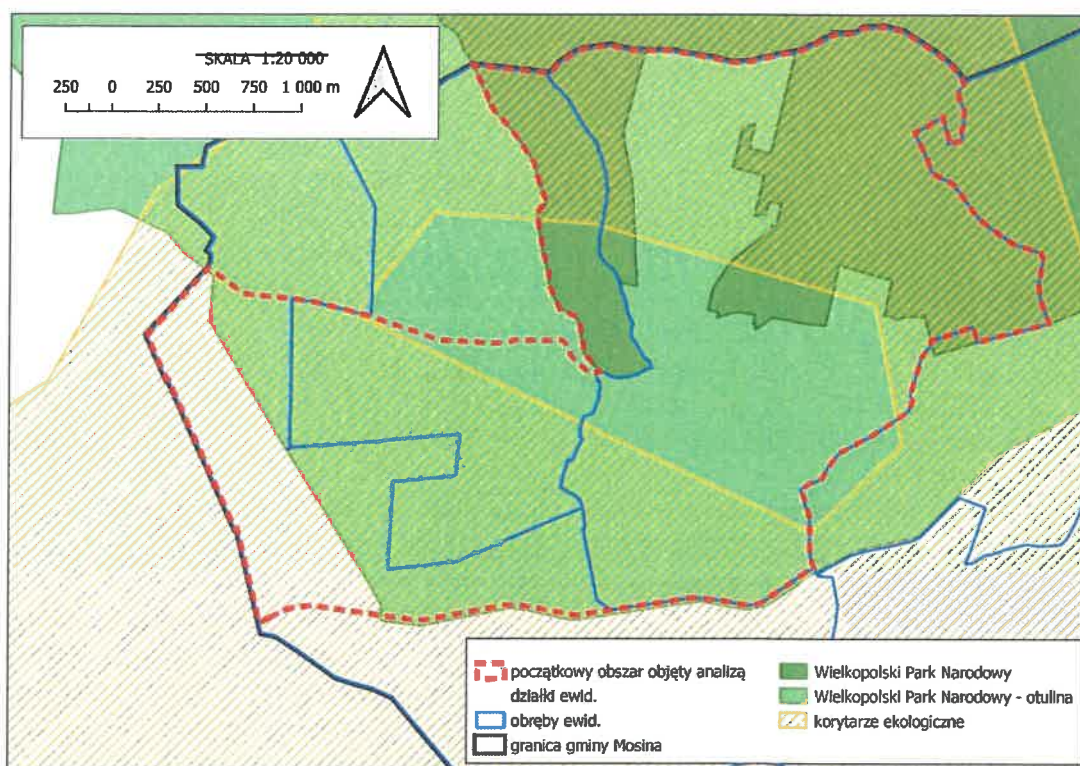 SKALA 1:20 000
250 0 250 500 750 1 000 m
początkowy obszar objęty analizą
działki ewid.
obręby ewid.
granica gminy Mosina
Wielkopolski Park Narodowy
Wielkopolski Park Narodowy - otulina
korytarze ekologiczne